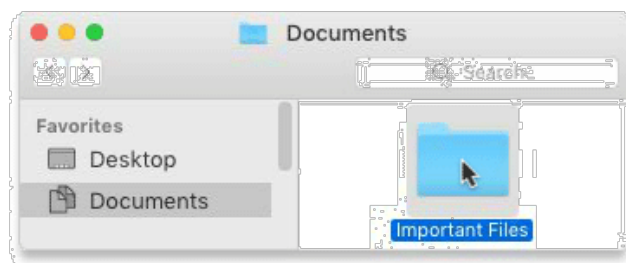 Documents
Search
Favorites
Desktop
Documents
Important Files